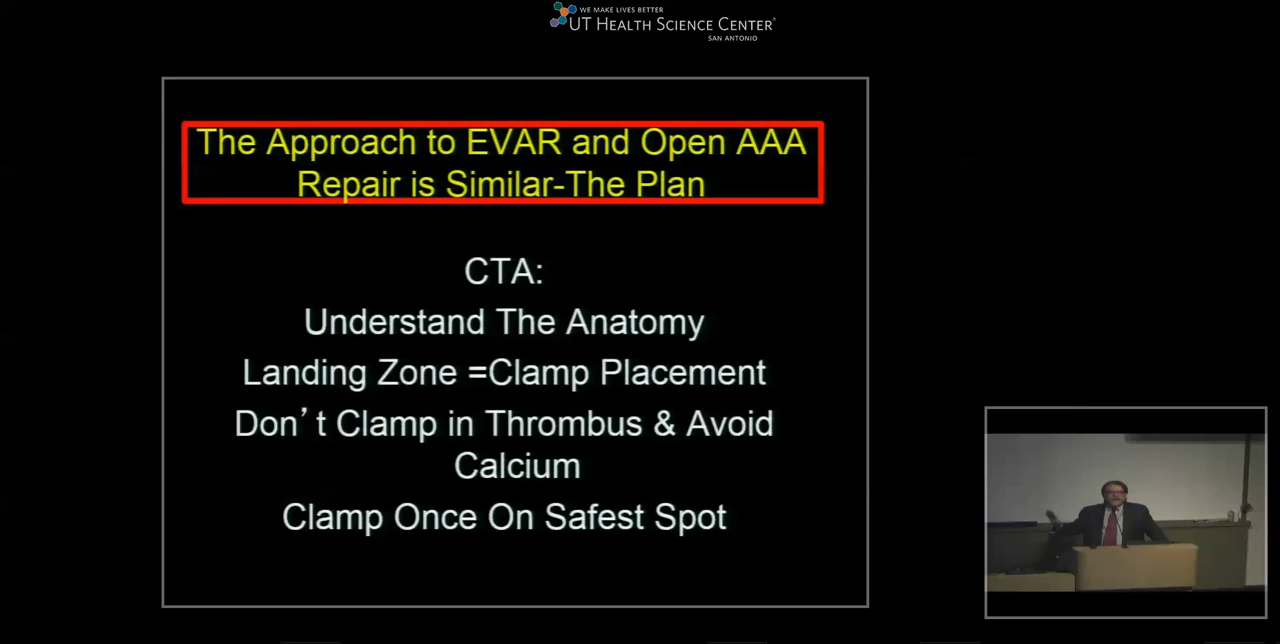 WE MAKE LIVES BETTER
UT HEALTH SCIENCE CENTER®
SAN ANTONIO
The Approach to EVAR and Open AAA
Repair is Similar-The Plan
CTA:
Understand The Anatomy
Landing Zone =Clamp Placement
Don’t Clamp in Thrombus & Avoid
Calcium
Clamp Once On Safest Spot